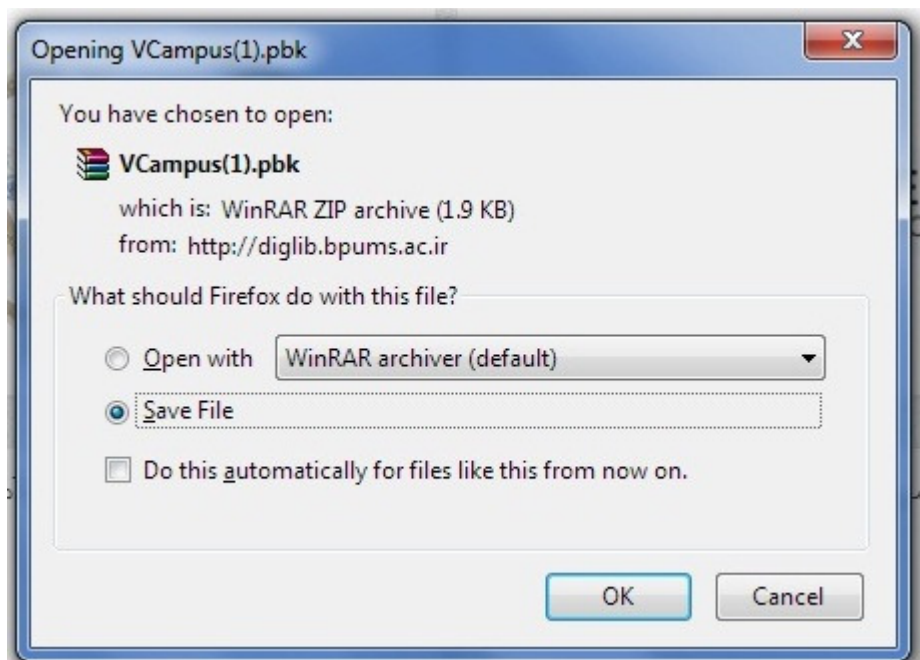 Opening VCampus(1).pbk
You have chosen to open:
VCampus(1).pbk
which is: WinRAR ZIP archive (1.9 KB)
from: http://diglib.bpums.ac.ir
What should Firefox do with this file?
Open with WinRAR archiver (default)
Save File
Do this automatically for files like this from now on.
OK Cancel